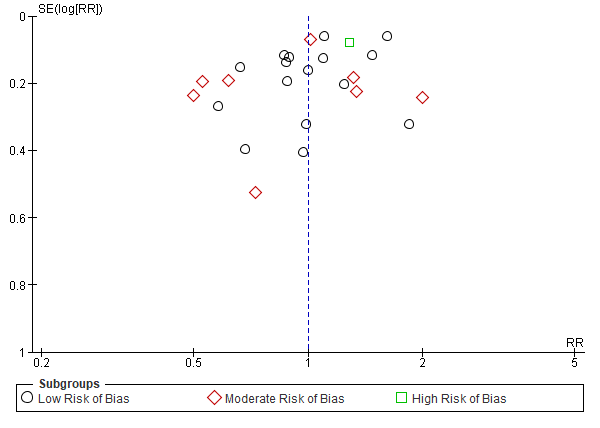 SE(log[RR])
0
0.2
0.4
0.6
0.8
1
RR
0.2 0.5 1 2 5
Subgroups
Low Risk of Bias Moderate Risk of Bias High Risk of Bias